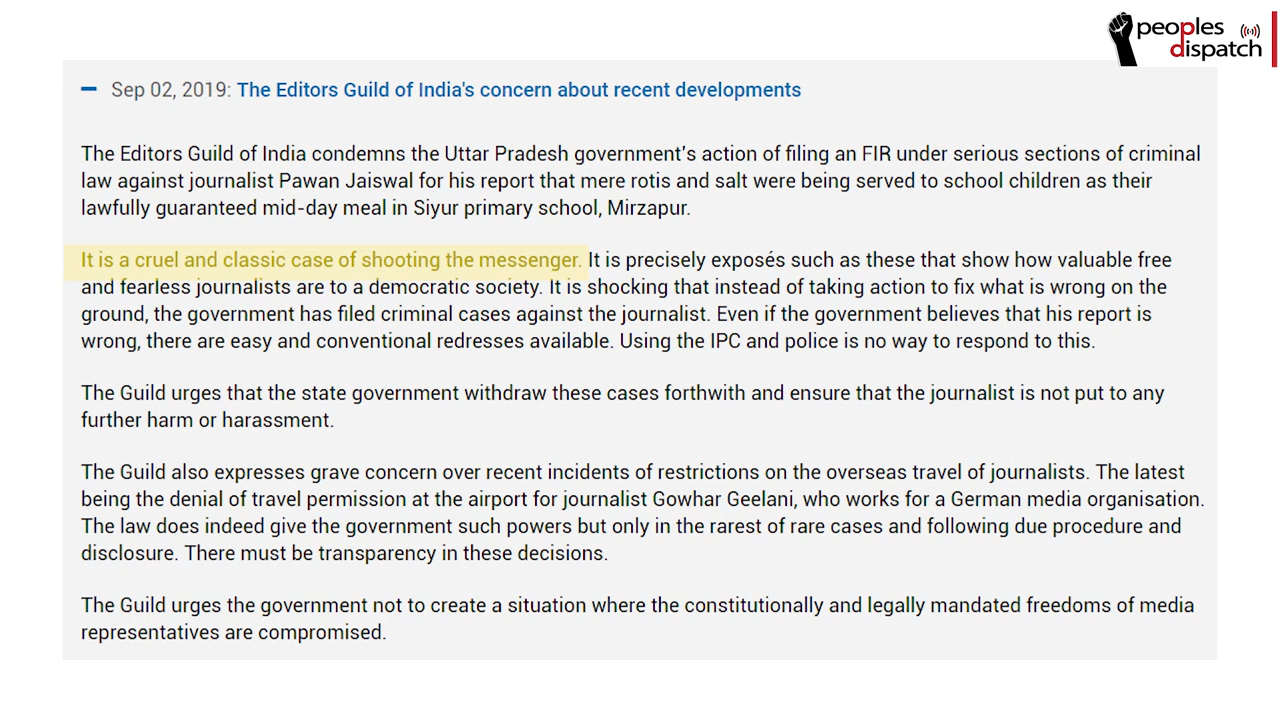 peoples
dispatch
Sep 02, 2019: The Editors Guild of India's concern about recent developments
The Editors Guild of India condemns the Uttar Pradesh government's action of filing an FIR under serious sections of criminal
law against journalist Pawan Jaiswal for his report that mere rotis and salt were being served to school children as their
lawfully guaranteed mid-day meal in Siyur primary school, Mirzapur.
It is a cruel and classic case of shooting the messenger. It is precisely exposés such as these that show how valuable free
and fearless journalists are to a democratic society. It is shocking that instead of taking action to fix what is wrong on the
ground, the government has filed criminal cases against the journalist. Even if the government believes that his report is
wrong, there are easy and conventional redresses available. Using the IPC and police is no way to respond to this.
The Guild urges that the state government withdraw these cases forthwith and ensure that the journalist is not put to any
further harm or harassment.
The Guild also expresses grave concern over recent incidents of restrictions on the overseas travel of journalists. The latest
being the denial of travel permission at the airport for journalist Gowhar Geelani, who works for a German media organisation.
The law does indeed give the government such powers but only in the rarest of rare cases and following due procedure and
disclosure. There must be transparency in these decisions.
The Guild urges the government not to create a situation where the constitutionally and legally mandated freedoms of media
representatives are compromised.